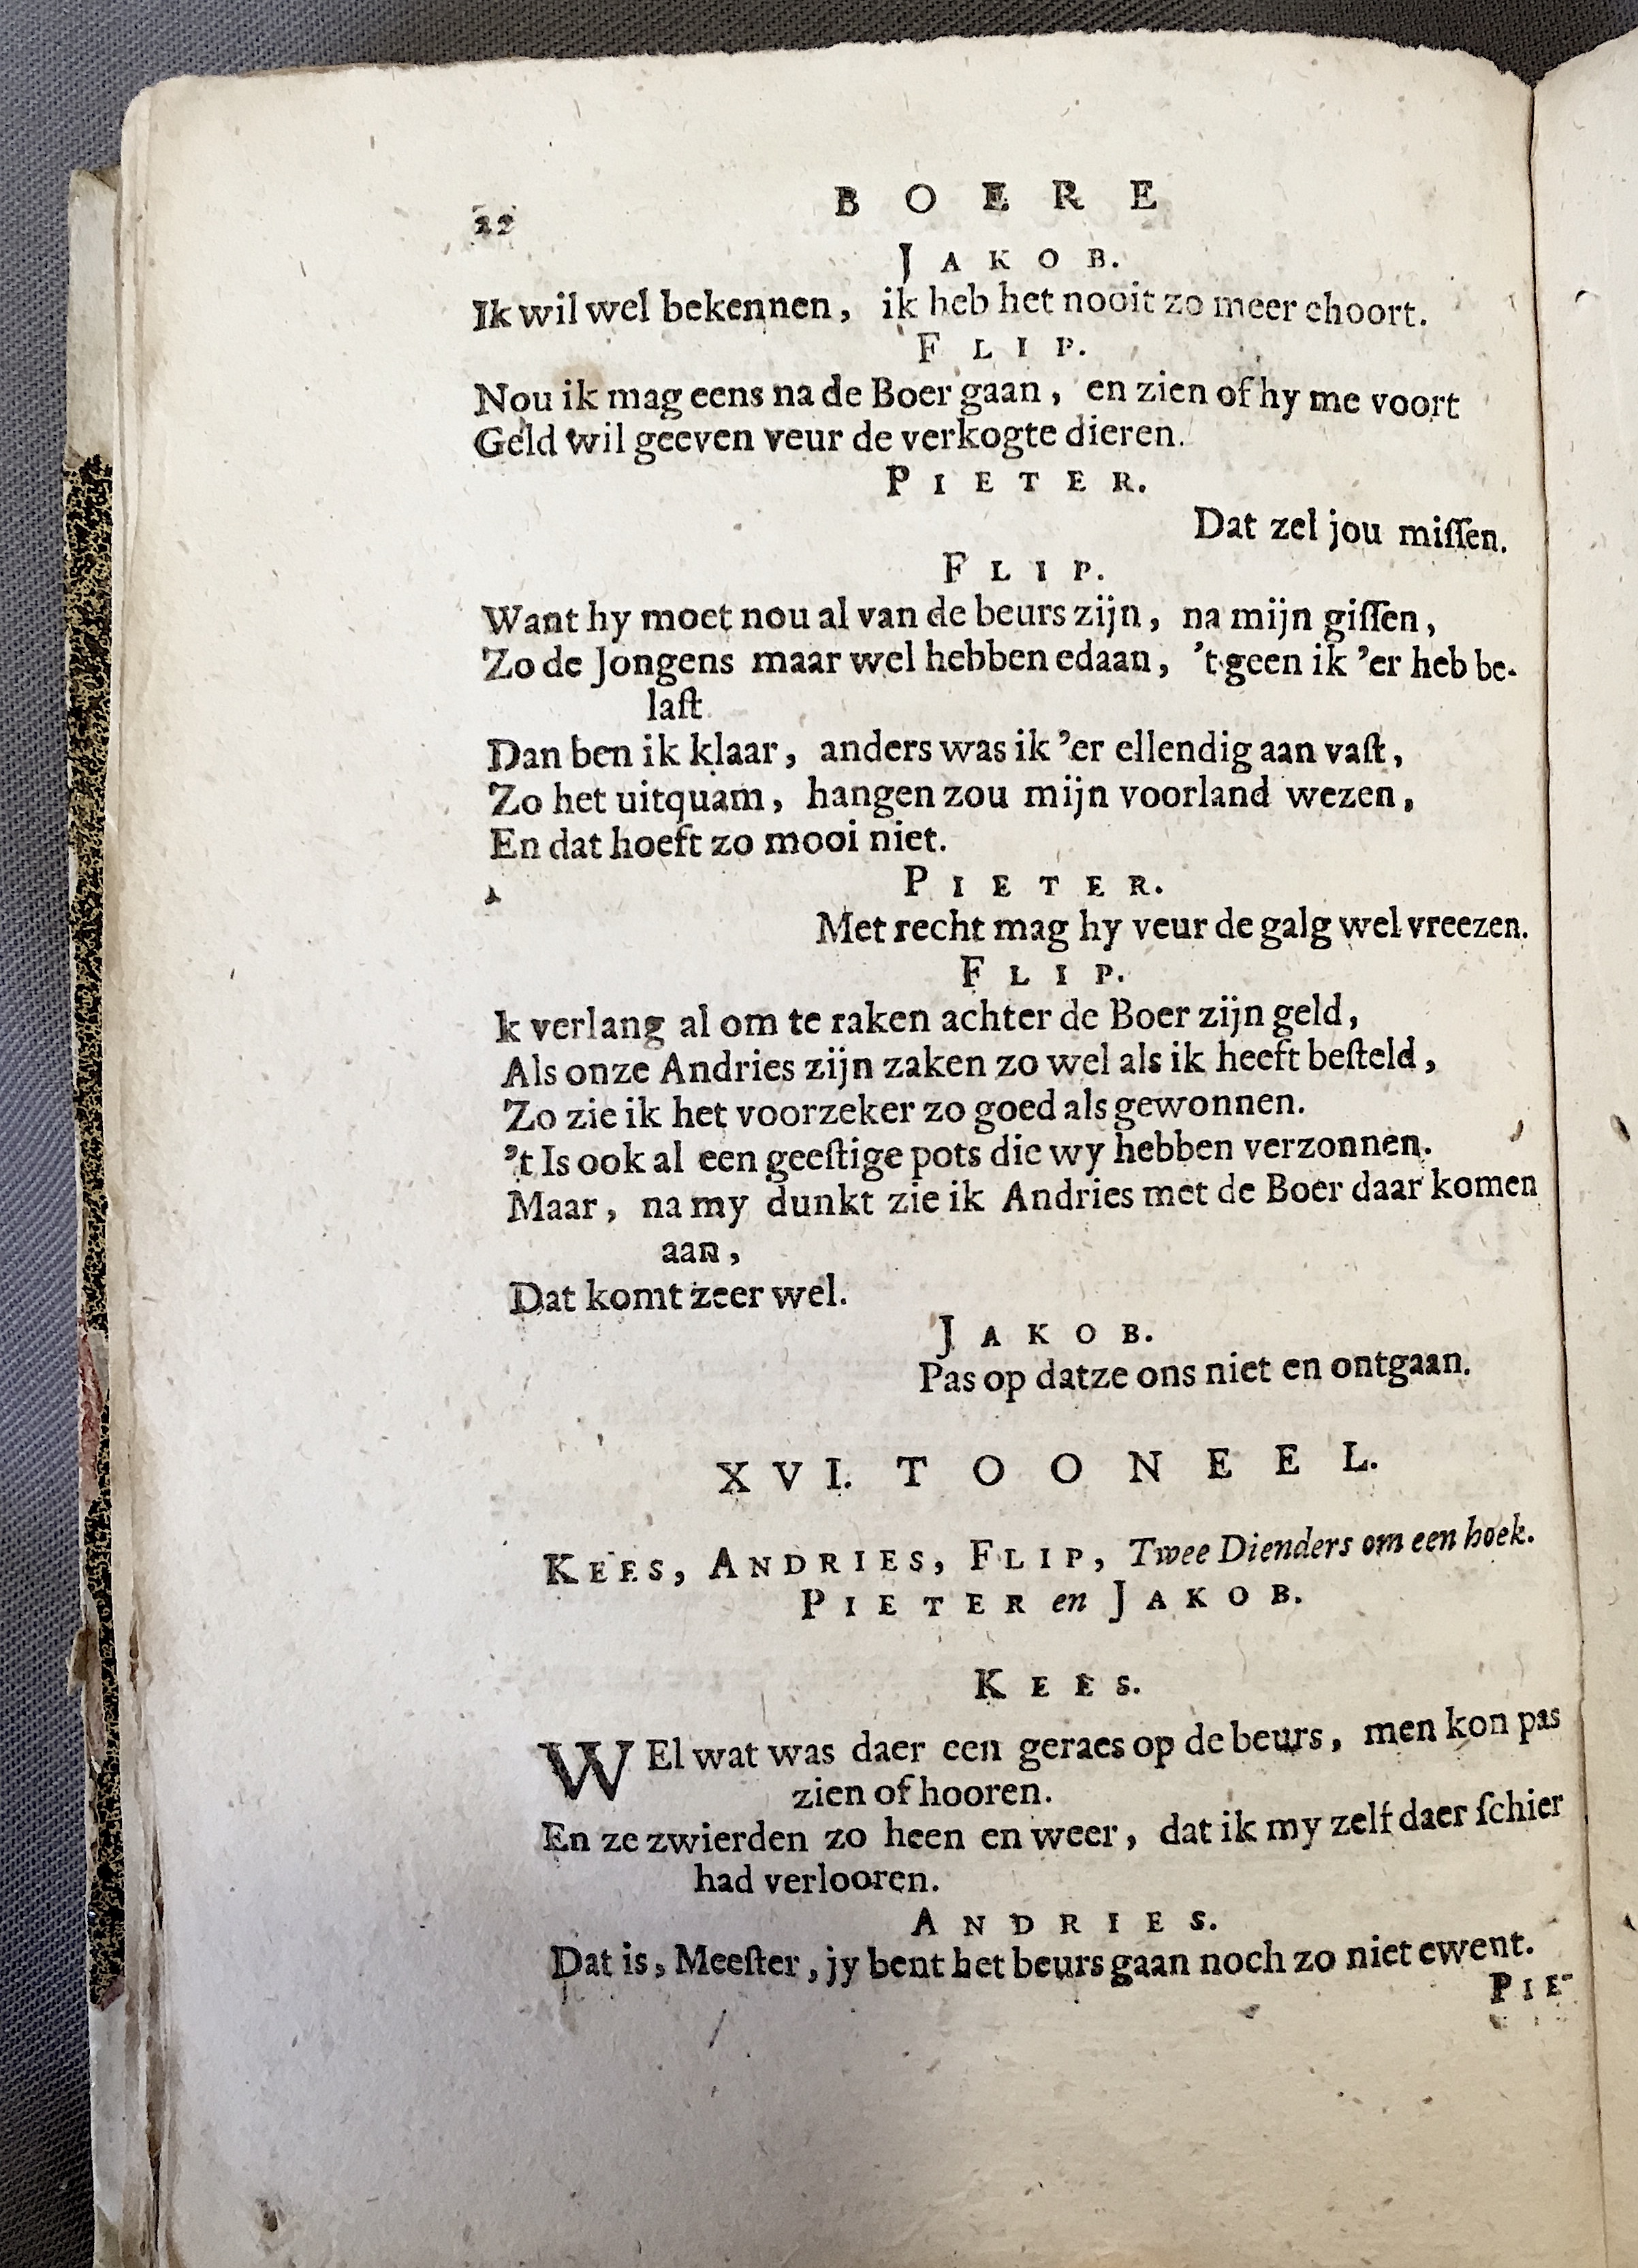 22 BOERE
JAKOB.
Ik wil wel bekennen, ik heb het nooit zo meer ehoort.
FLIP.
Nou ik mag eens na de Boer gaan, en zien of hy me voort
Geld wil geeven veur de verkogte dieren.
PIETER.
Dat zel jou miſſen.
FLIP.
Want hy moet nou al van de beurs zijn, na mijn giſſen,
Zo de Jongens maar wel hebben edaan, 't geen ik 'er heb be-
laſt
Dan ben ik klaar, anders was ik 'er ellendig aan vaſt,
Zo het uitquam, hangen zou mijn voorland wezen,
En dat hoeft zo mooi niet.
PIETER.
Met recht mag hy veur de galg wel vreezen.
FLIP.
k verlang al om te raken achter de Boer zijn geld,
Als onze Andries zijn zaken zo wel als ik heeft beſteld,
Zo zie ik het voorzeker zo goed als gewonnen.
't Is ook al een geeſtige pots die wy hebben verzonnen.
Maar, na my dunkt zie ik Andries met de Boer daar komen
aan,
Dat komt zeer wel.
JAKOB.
Pas op datze ons niet en ontgaan.
XVI. TOONEEL.
KEES, ANDRIES, FLIP, Twee Dienders om een hoek.
PIETER en JAKOB.
KEES.
WEl wat was daer een geraes op de beurs, men kon pas
zien of hooren.
En ze zwierden zo heen en weer, dat ik my zelf daer ſchier
had verlooren.
ANDRIES.
Dat is, Meeſter, jy bent het beurs gaan noch zo niet ewent.
PIE-